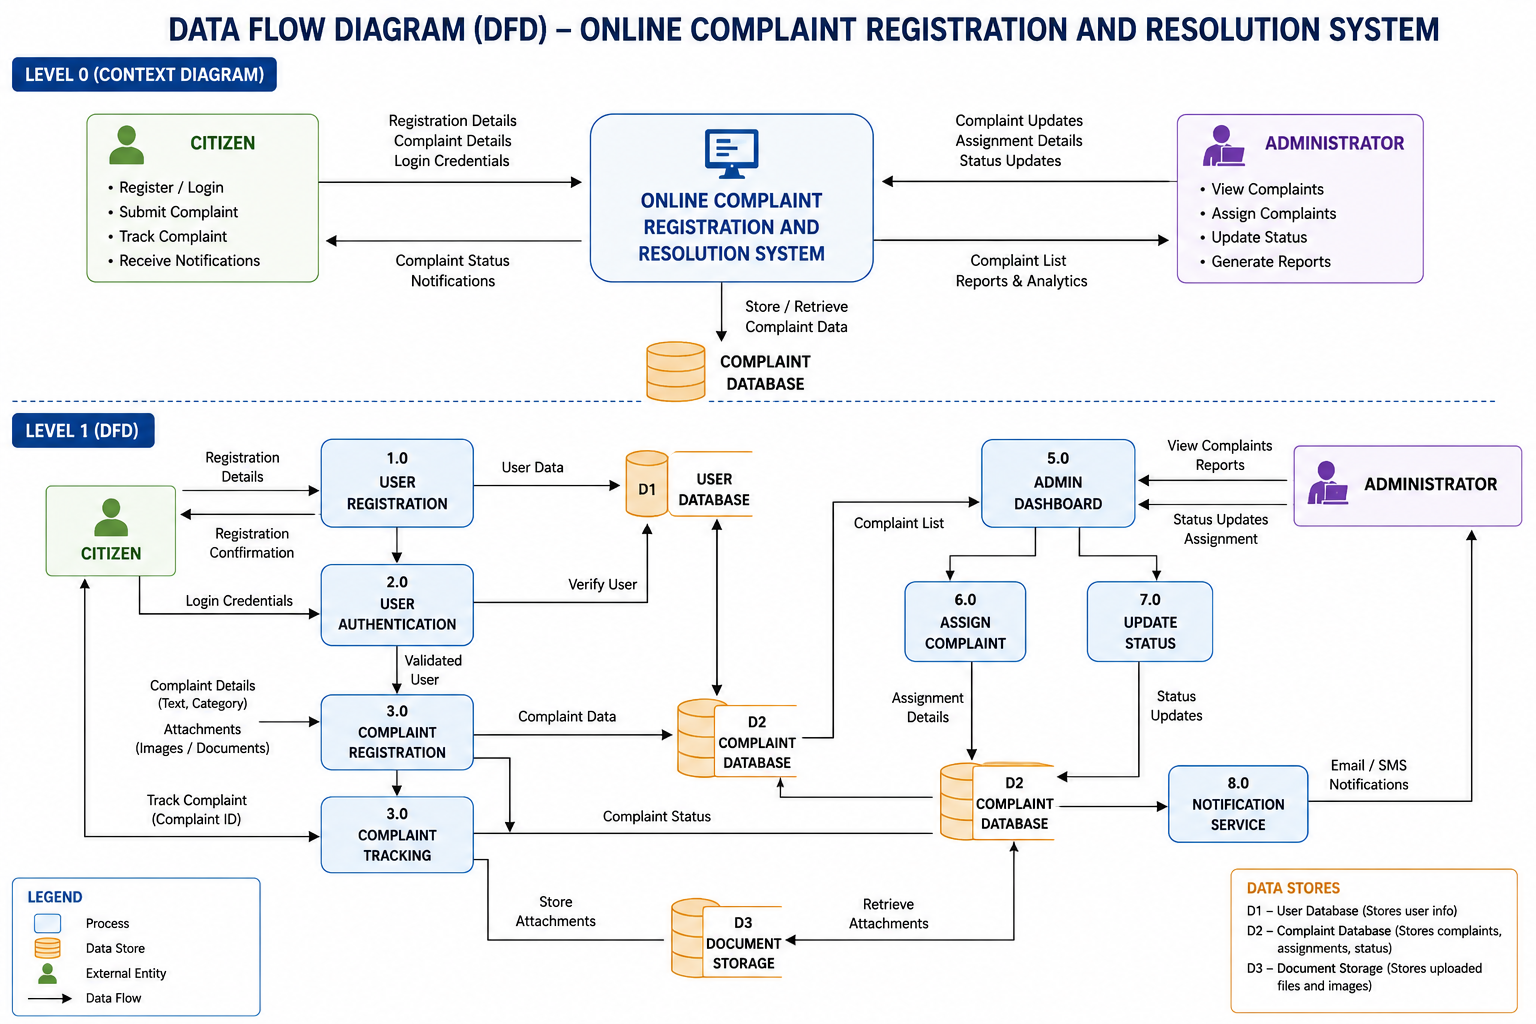 DATA FLOW DIAGRAM (DFD) – ONLINE COMPLAINT REGISTRATION AND RESOLUTION SYSTEM
LEVEL 0 (CONTEXT DIAGRAM)
CITIZEN
• Register / Login
• Submit Complaint
• Track Complaint
• Receive Notifications
Registration Details
Complaint Details
Login Credentials
Complaint Status
Notifications
ONLINE COMPLAINT
REGISTRATION AND
RESOLUTION SYSTEM
Complaint Updates
Assignment Details
Status Updates
Complaint List
Reports & Analytics
ADMINISTRATOR
• View Complaints
• Assign Complaints
• Update Status
• Generate Reports
Store / Retrieve
Complaint Data
COMPLAINT
DATABASE
LEVEL 1 (DFD)
CITIZEN
Registration
Details
Registration
Conffirmation
Login Credentials
Complaint Details
(Text, Category)
Attachments
(Images / Documents)
Track Complaint
(Complaint ID)
1.0
USER
REGISTRATION
2.0
USER
AUTHENTICATION
Validated
User
3.0
COMPLAINT
REGISTRATION
3.0
COMPLAINT
TRACKING
User Data
Verify User
Complaint Data
Complaint Status
Store
Attachments
D1
USER
DATABASE
D2
COMPLAINT
DATABASE
D3
DOCUMENT
STORAGE
Retrieve
Attachments
Complaint List
5.0
ADMIN
DASHBOARD
6.0
ASSIGN
COMPLAINT
7.0
UPDATE
STATUS
Assignment
Details
Status
Updates
D2
COMPLAINT
DATABASE
8.0
NOTIFICATION
SERVICE
Email / SMS
Notifications
View Complaints
Reports
Status Updates
Assignment
ADMINISTRATOR
LEGEND
Process
Data Store
External Entity
Data Flow
DATA STORES
D1 – User Database (Stores user info)
D2 – Complaint Database (Stores complaints,
assignments, status)
D3 – Document Storage (Stores uploaded
files and images)